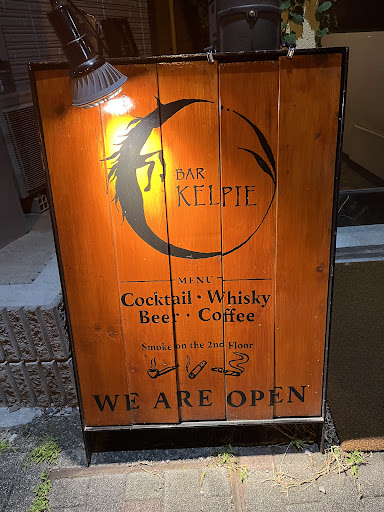 BAR
KELPIE
MENU
Cocktail · Whisky
Beer · Coffee
Smoke on the 2nd Floor
WE ARE OPEN